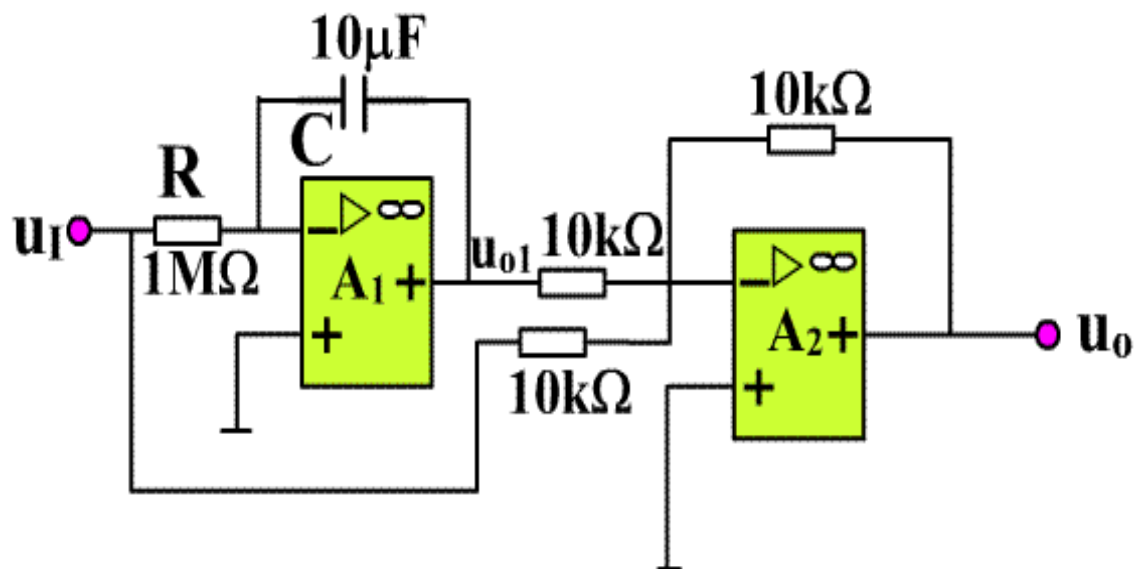 10μF
10kΩ
C
R
▷ ∞
u_I
−
10kΩ
u_o1
1MΩ
A₁ +
▷ ∞
−
+
A₂ +
u_o
10kΩ
+